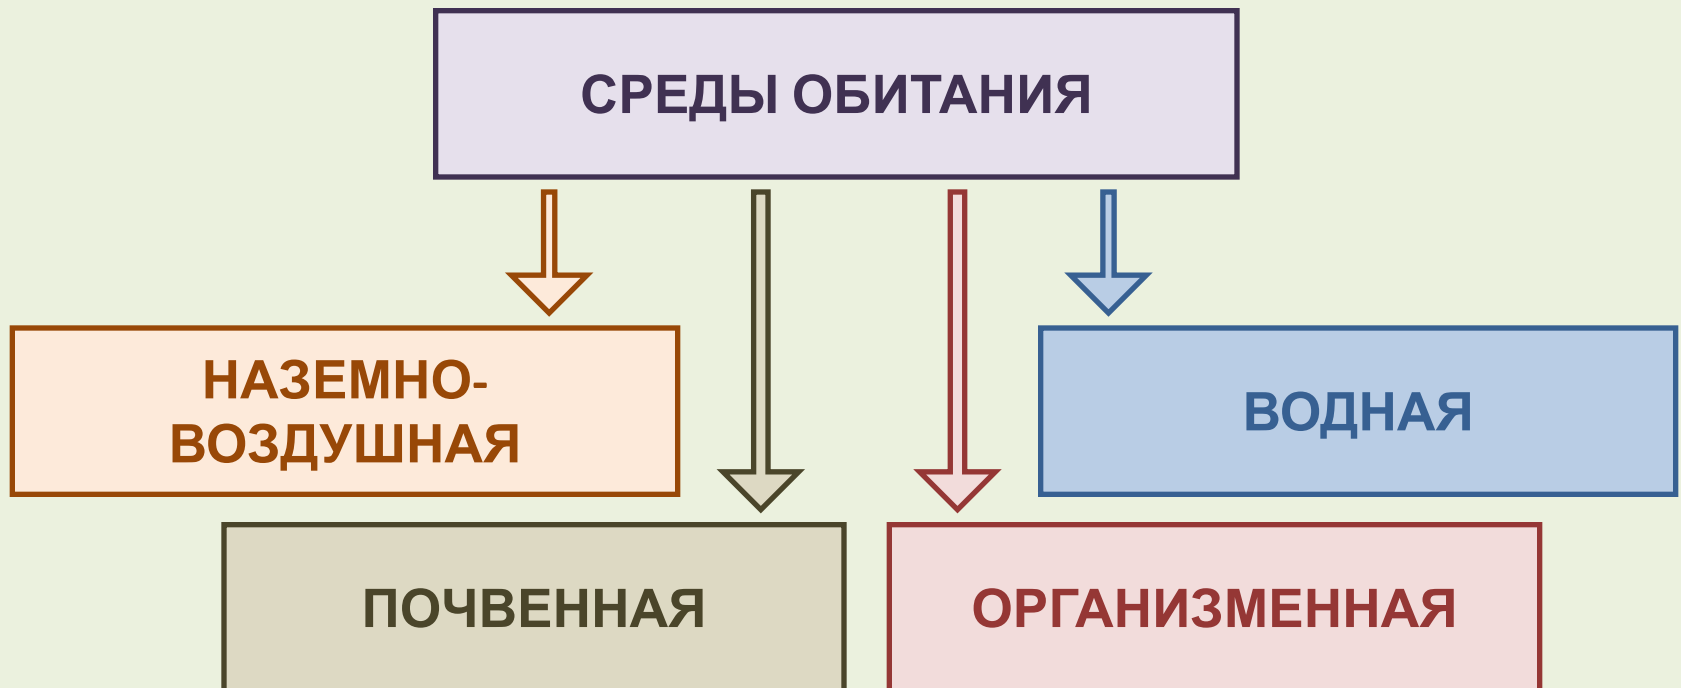 СРЕДЫ ОБИТАНИЯ
НАЗЕМНО-
ВОЗДУШНАЯ
ВОДНАЯ
ПОЧВЕННАЯ
ОРГАНИЗМЕННАЯ